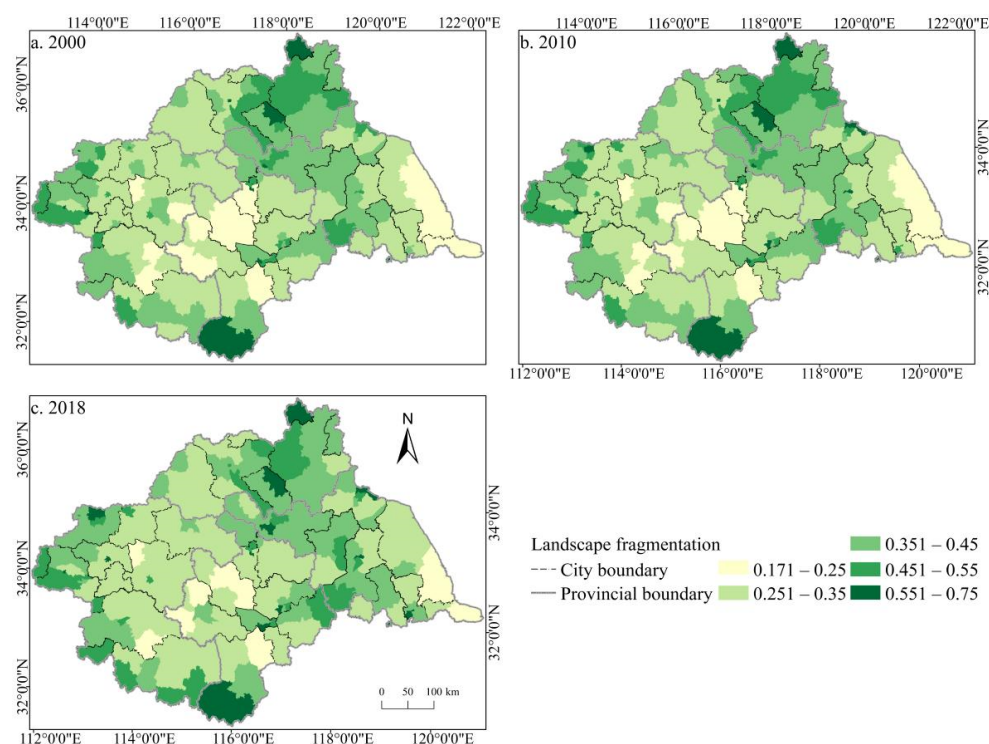 114°0'0"E 116°0'0"E 118°0'0"E 120°0'0"E 122°0'0"E
114°0'0"E 116°0'0"E 118°0'0"E 120°0'0"E 122°0'0"E
a. 2000
b. 2010
36°0'0"N
34°0'0"N
32°0'0"N
34°0'0"N
32°0'0"N
112°0'0"E 114°0'0"E 116°0'0"E 118°0'0"E 120°0'0"E
c. 2018
N
36°0'0"N
34°0'0"N
32°0'0"N
34°0'0"N
32°0'0"N
0 50 100 km
112°0'0"E 114°0'0"E 116°0'0"E 118°0'0"E 120°0'0"E
Landscape fragmentation
City boundary
Provincial boundary
0.171 – 0.25
0.251 – 0.35
0.351 – 0.45
0.451 – 0.55
0.551 – 0.75